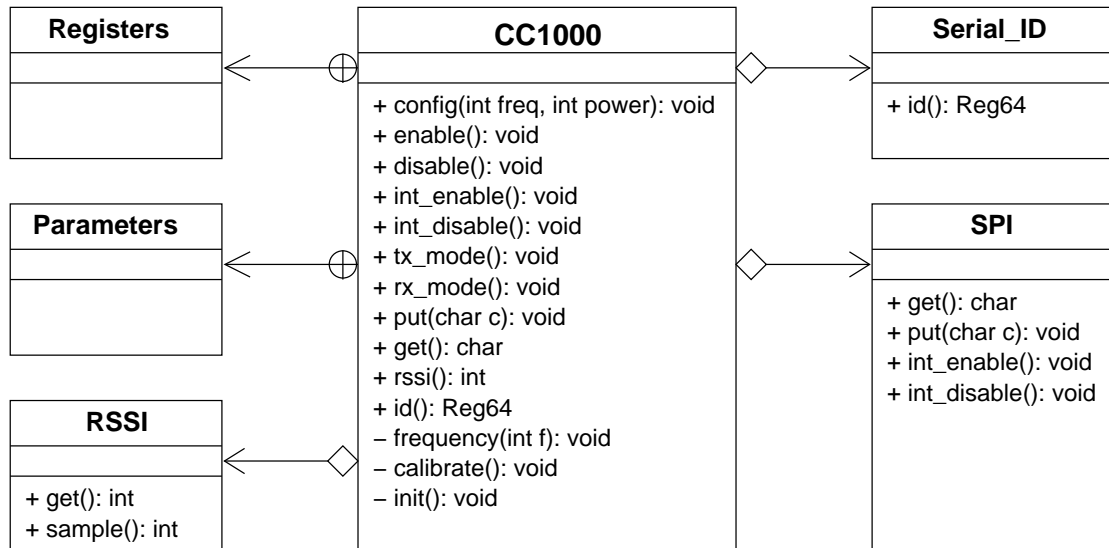 Registers
Parameters
RSSI
+ get(): int
+ sample(): int
CC1000
+ config(int freq, int power): void
+ enable(): void
+ disable(): void
+ int_enable(): void
+ int_disable(): void
+ tx_mode(): void
+ rx_mode(): void
+ put(char c): void
+ get(): char
+ rssi(): int
+ id(): Reg64
− frequency(int f): void
− calibrate(): void
− init(): void
Serial_ID
+ id(): Reg64
SPI
+ get(): char
+ put(char c): void
+ int_enable(): void
+ int_disable(): void